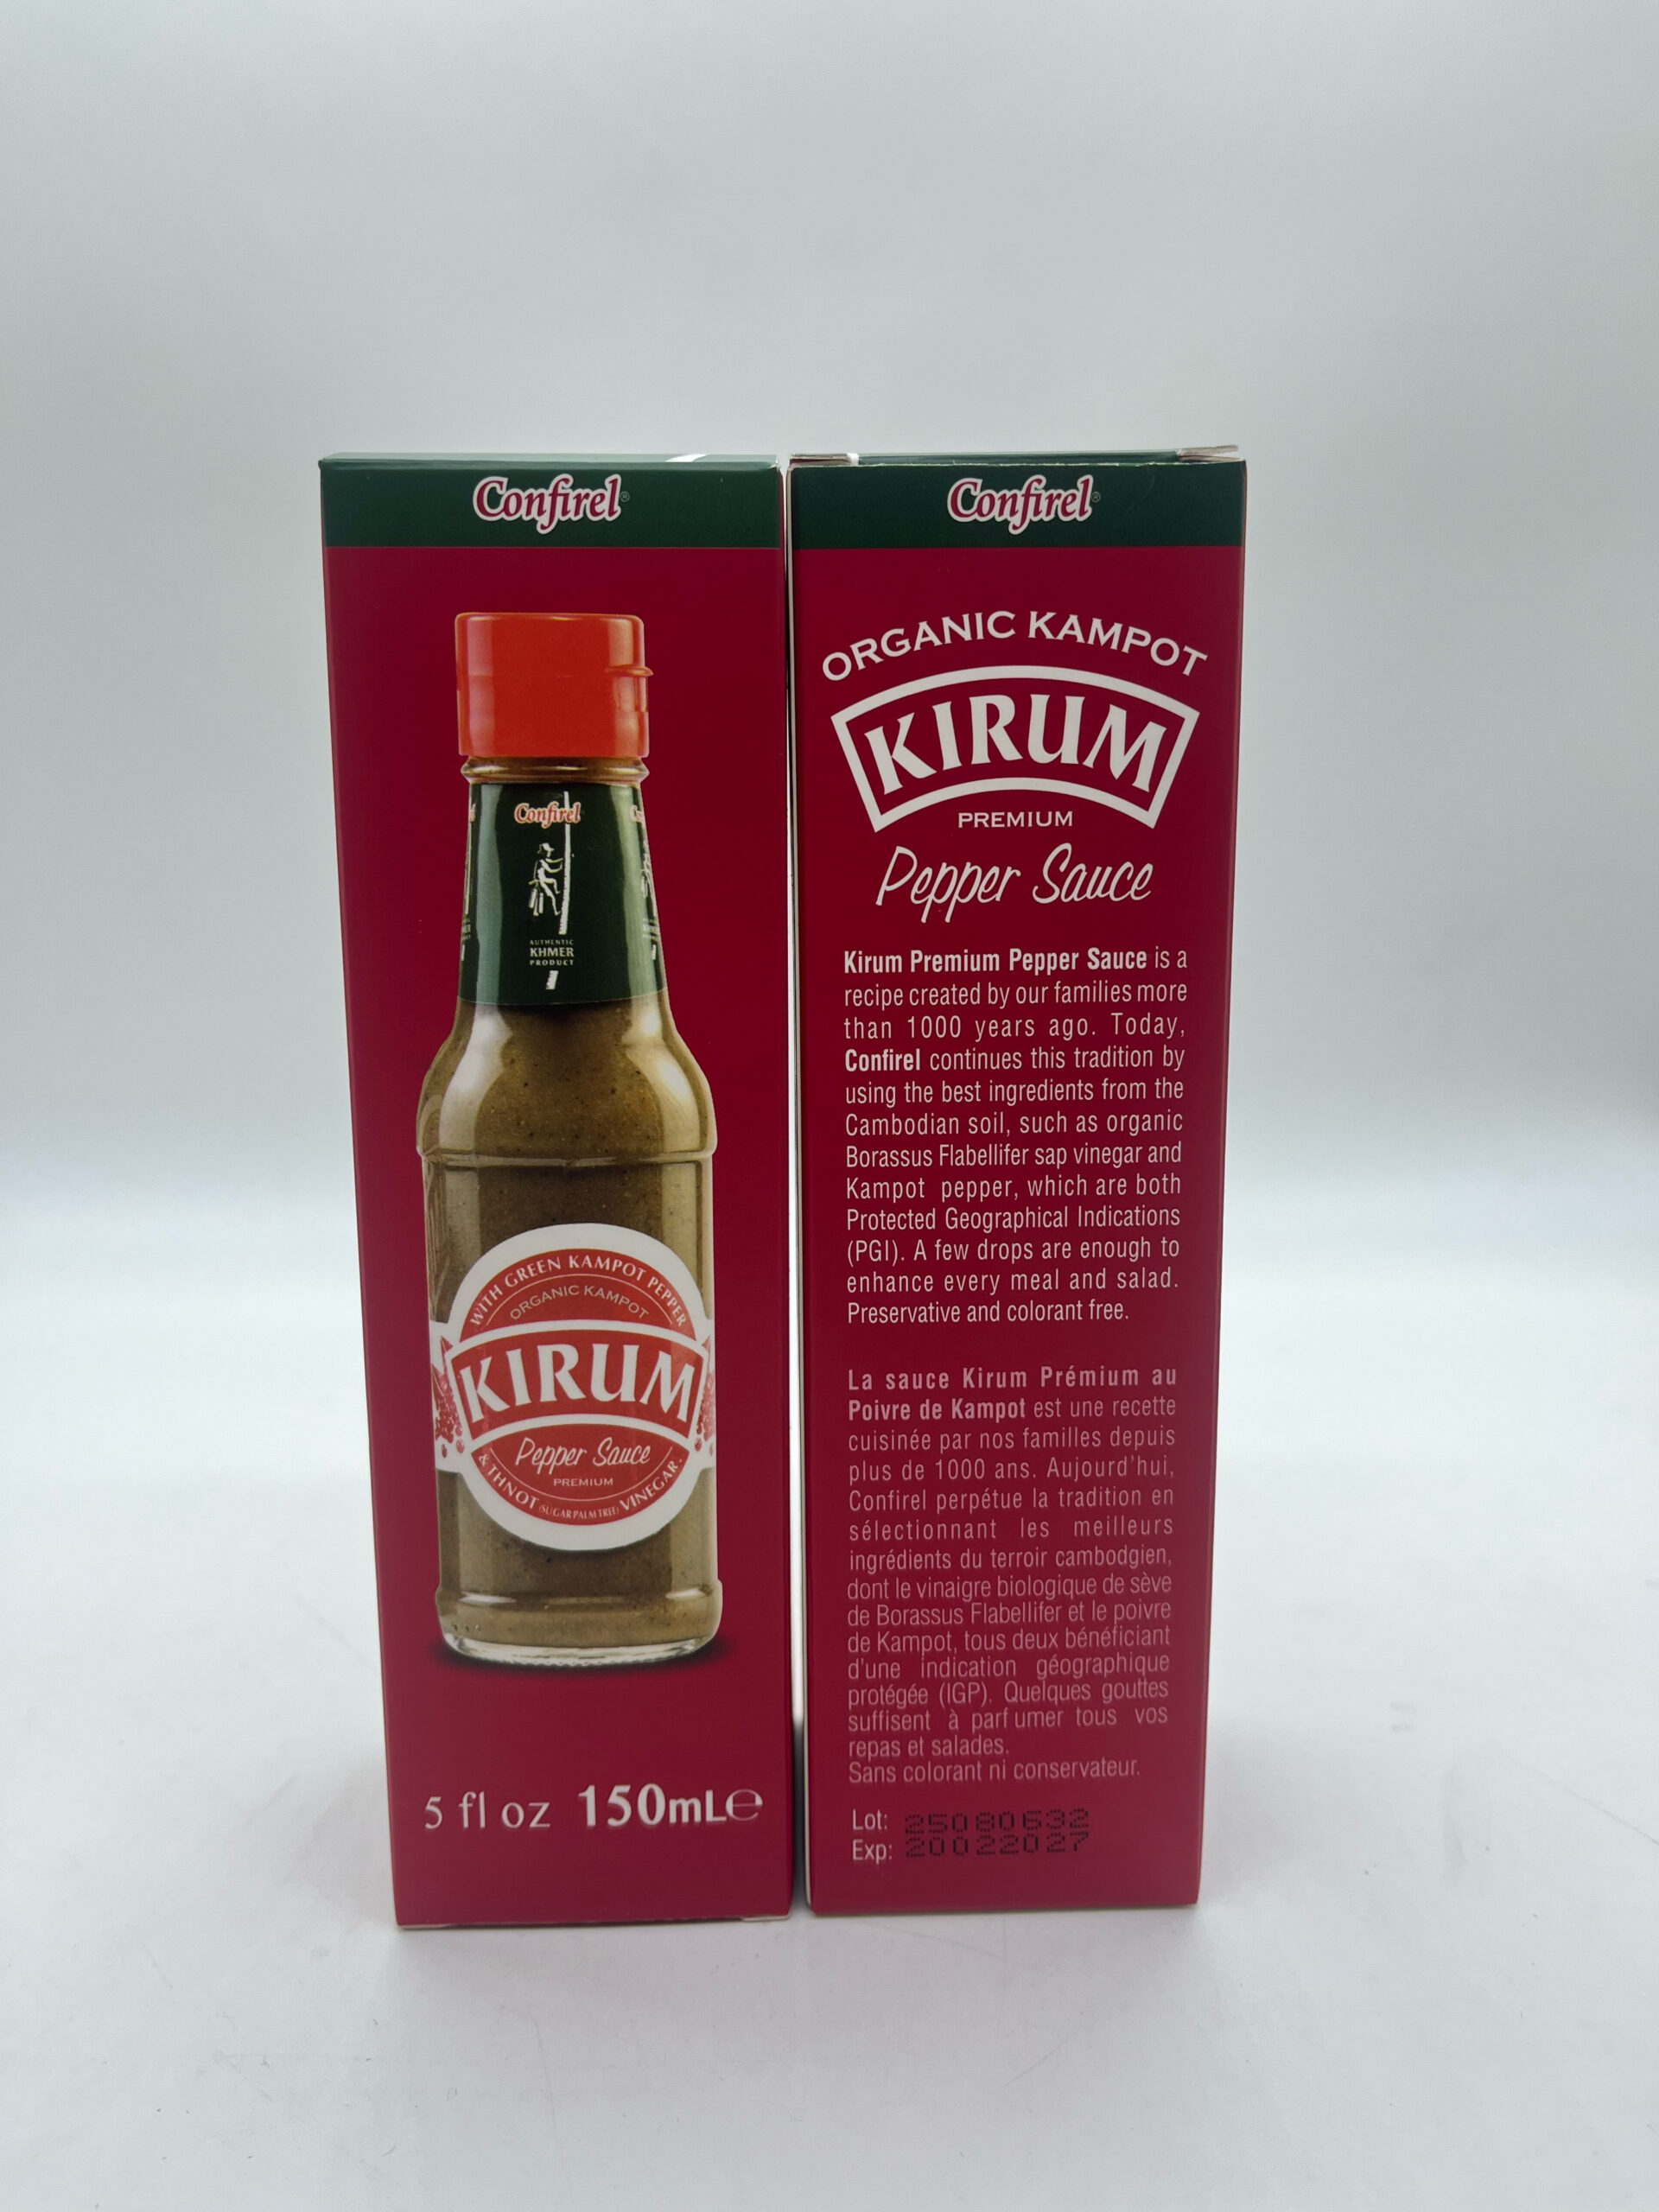 Confirel®
Confirel
AUTHENTIC
KHMER
PRODUCT
WITH GREEN KAMPOT PEPPER
ORGANIC KAMPOT
KIRUM
Pepper Sauce
PREMIUM
& THNOT (SUGAR PALM TREE) VINEGAR.
5 fl oz 150mL℮
Confirel®
ORGANIC KAMPOT
KIRUM
PREMIUM
Pepper Sauce
Kirum Premium Pepper Sauce is a
recipe created by our families more
than 1000 years ago. Today,
Confirel continues this tradition by
using the best ingredients from the
Cambodian soil, such as organic
Borassus Flabellifer sap vinegar and
Kampot pepper, which are both
Protected Geographical Indications
(PGI). A few drops are enough to
enhance every meal and salad.
Preservative and colorant free.
La sauce Kirum Prémium au
Poivre de Kampot est une recette
cuisinée par nos familles depuis
plus de 1000 ans. Aujourd'hui,
Confirel perpétue la tradition en
sélectionnant les meilleurs
ingrédients du terroir cambodgien,
dont le vinaigre biologique de sève
de Borassus Flabellifer et le poivre
de Kampot, tous deux bénéficiant
d'une indication géographique
protégée (IGP). Quelques gouttes
suffisent à parf umer tous vos
repas et salades.
Sans colorant ni conservateur.
Lot: 25080632
Exp: 20022027